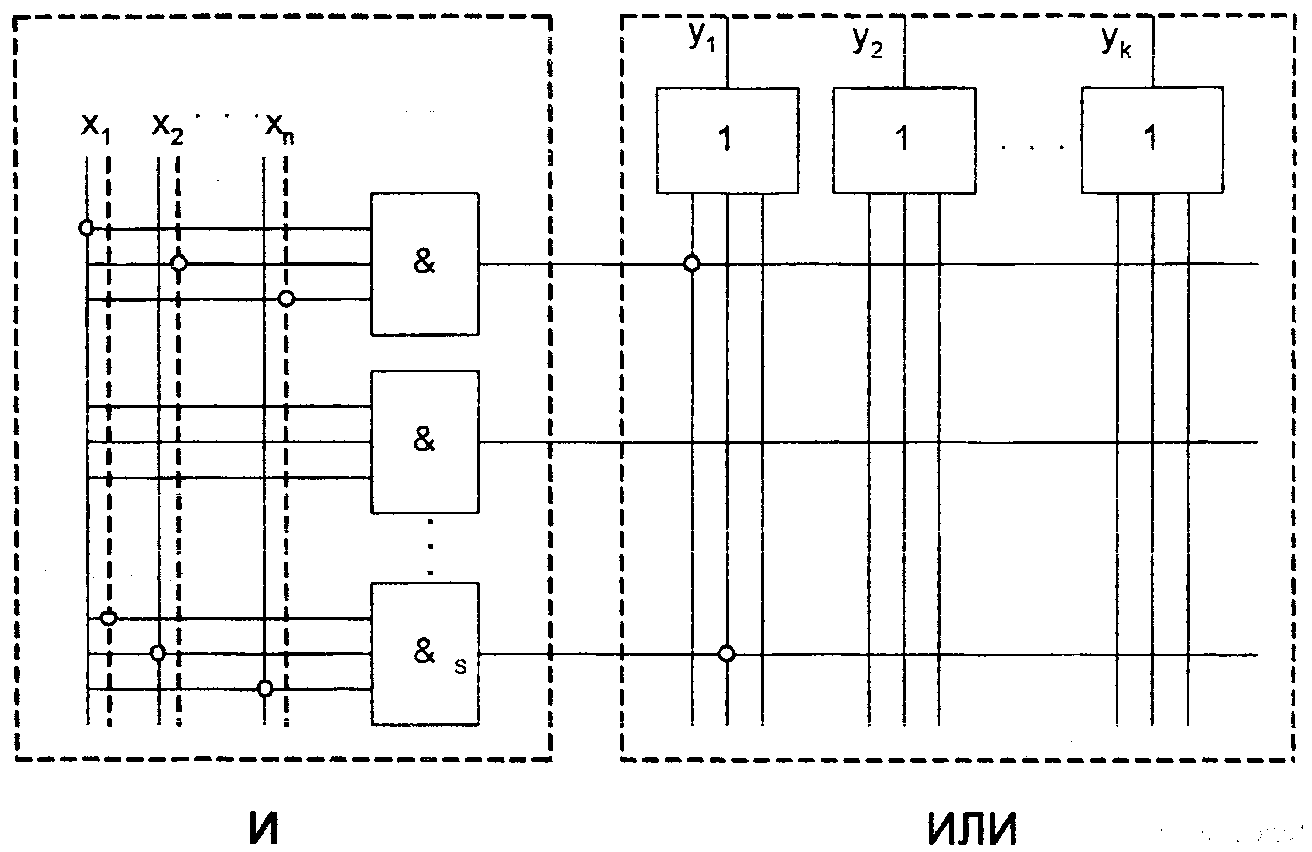 y₁ y₂ yₖ
1 1 . . . 1
x₁ x₂ . . . xₙ
&
&
& s
И ИЛИ